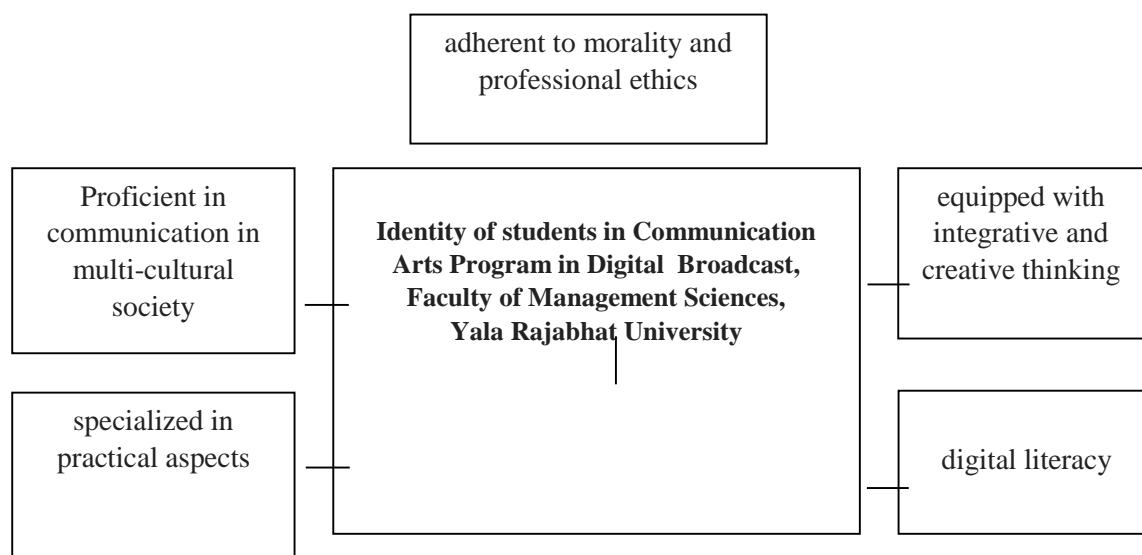 adherent to morality and
professional ethics
Proficient in
communication in
multi-cultural
society
Identity of students in Communication
Arts Program in Digital Broadcast,
Faculty of Management Sciences,
Yala Rajabhat University
equipped with
integrative and
creative thinking
specialized in
practical aspects
digital literacy